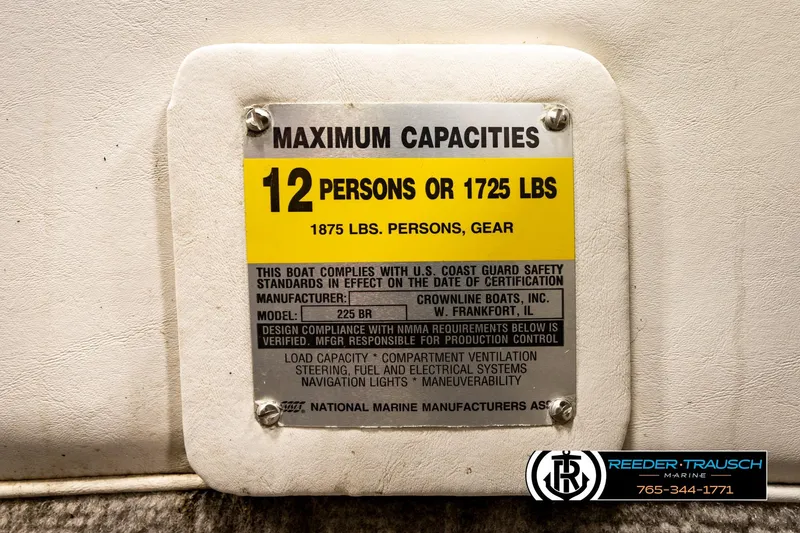 MAXIMUM CAPACITIES
12 PERSONS OR 1725 LBS
1875 LBS. PERSONS, GEAR
THIS BOAT COMPLIES WITH U.S. COAST GUARD SAFETY
STANDARDS IN EFFECT ON THE DATE OF CERTIFICATION
MANUFACTURER: CROWNLINE BOATS, INC.
MODEL: 225 BR W. FRANKFORT, IL
DESIGN COMPLIANCE WITH NMMA REQUIREMENTS BELOW IS
VERIFIED. MFGR RESPONSIBLE FOR PRODUCTION CONTROL
LOAD CAPACITY * COMPARTMENT VENTILATION
STEERING, FUEL AND ELECTRICAL SYSTEMS
NAVIGATION LIGHTS * MANEUVERABILITY
NATIONAL MARINE MANUFACTURERS ASS
REEDER·TRAUSCH
MARINE
765-344-1771